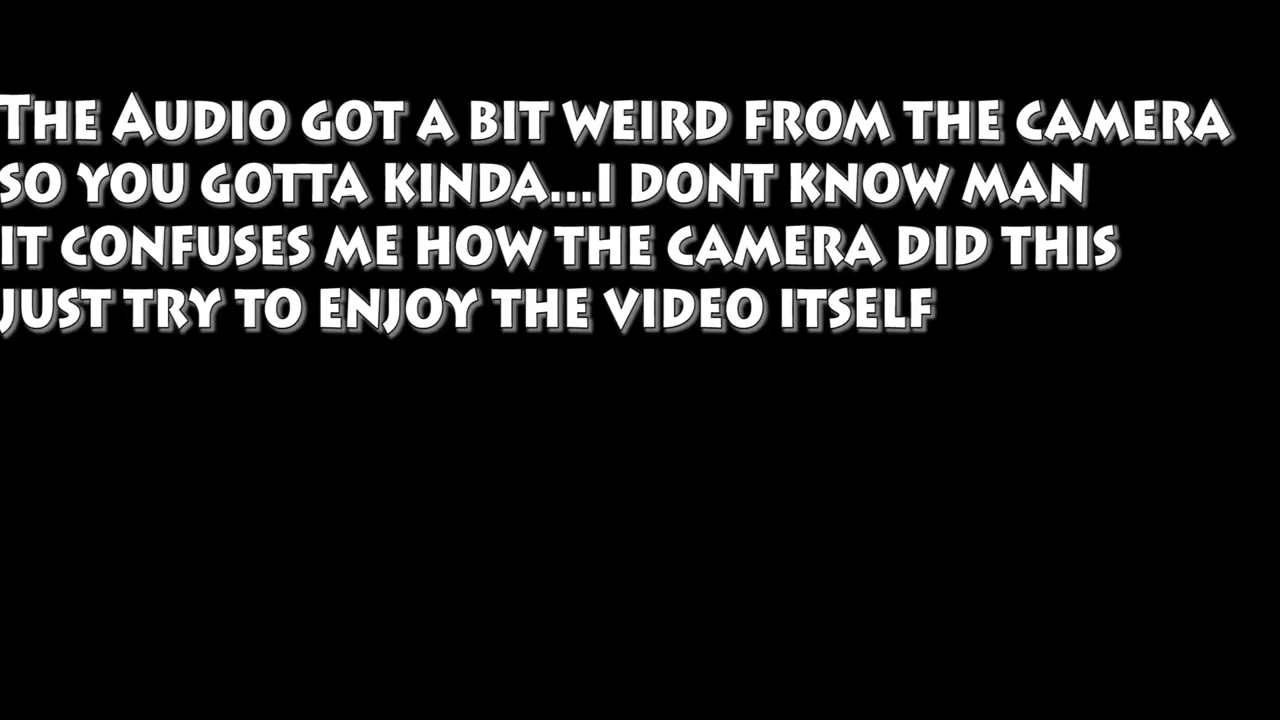 The Audio got a bit weird from the camera
so you gotta kinda...i dont know man
it confuses me how the camera did this
just try to enjoy the video itself